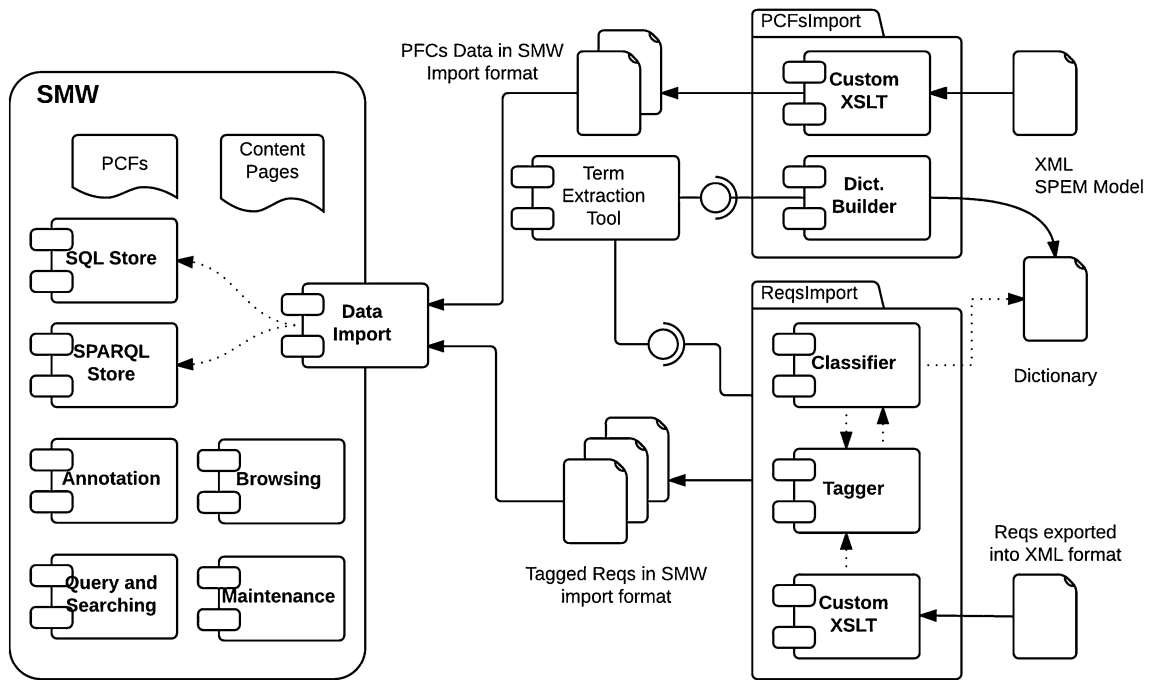 PCFsImport
PFCs Data in SMW
Import format
Custom
XSLT
SMW
PCFs
Content
Pages
Term
Extraction
Tool
Dict.
Builder
XML
SPEM Model
SQL Store
Data
Import
ReqsImport
SPARQL
Store
Classifier
Dictionary
Annotation
Browsing
Tagger
Reqs exported
into XML format
Tagged Reqs in SMW
import format
Query and
Searching
Maintenance
Custom
XSLT